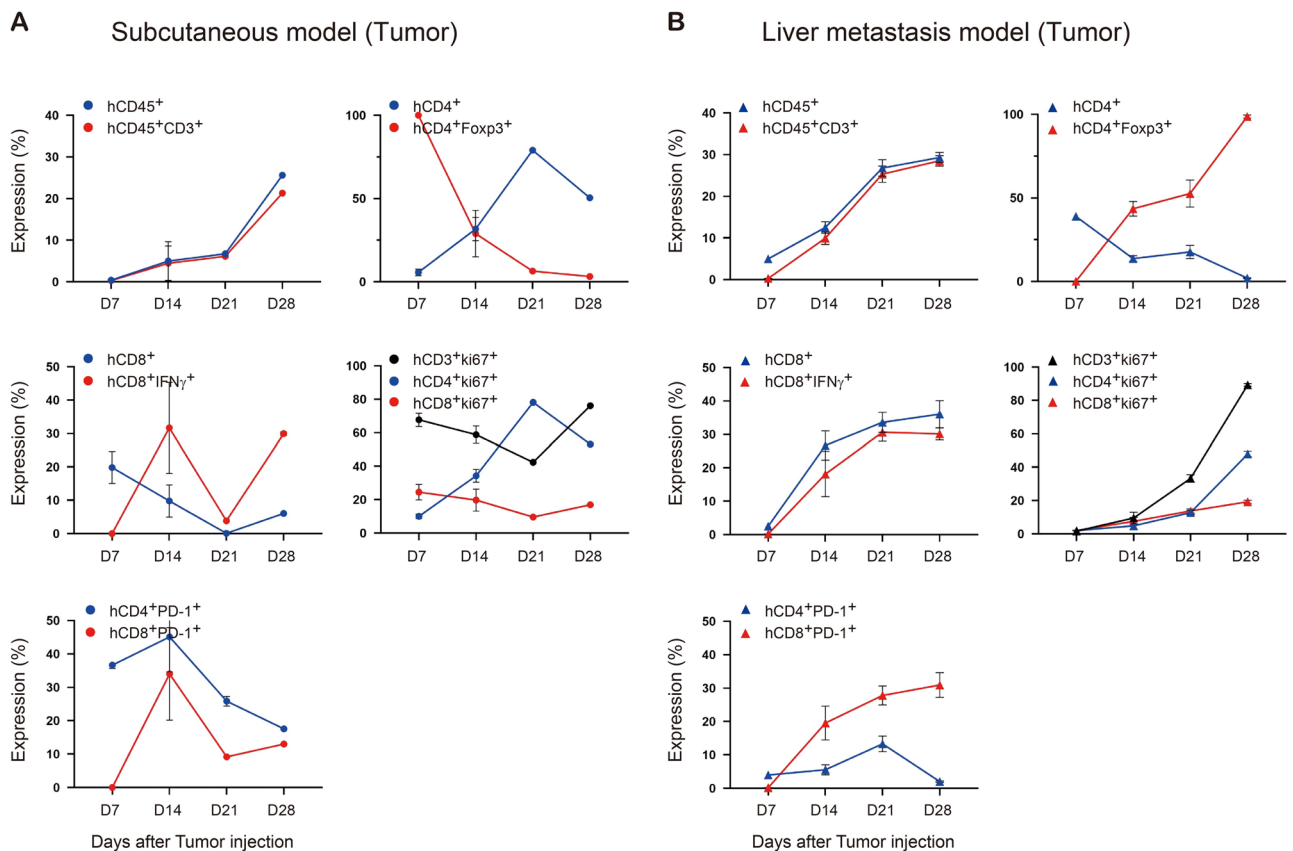 A Subcutaneous model (Tumor)
hCD45⁺
hCD45⁺CD3⁺
Expression (%)
40
30
20
10
0
D7 D14 D21 D28
hCD4⁺
hCD4⁺Foxp3⁺
100
50
0
D7 D14 D21 D28
hCD8⁺
hCD8⁺IFNγ⁺
Expression (%)
50
40
30
20
10
0
D7 D14 D21 D28
hCD3⁺ki67⁺
hCD4⁺ki67⁺
hCD8⁺ki67⁺
100
80
60
40
20
0
D7 D14 D21 D28
hCD4⁺PD-1⁺
hCD8⁺PD-1⁺
Expression (%)
50
40
30
20
10
0
D7 D14 D21 D28
Days after Tumor injection
B Liver metastasis model (Tumor)
hCD45⁺
hCD45⁺CD3⁺
Expression (%)
40
30
20
10
0
D7 D14 D21 D28
hCD4⁺
hCD4⁺Foxp3⁺
100
50
0
D7 D14 D21 D28
hCD8⁺
hCD8⁺IFNγ⁺
Expression (%)
50
40
30
20
10
0
D7 D14 D21 D28
hCD3⁺ki67⁺
hCD4⁺ki67⁺
hCD8⁺ki67⁺
100
80
60
40
20
0
D7 D14 D21 D28
hCD4⁺PD-1⁺
hCD8⁺PD-1⁺
Expression (%)
50
40
30
20
10
0
D7 D14 D21 D28
Days after Tumor injection